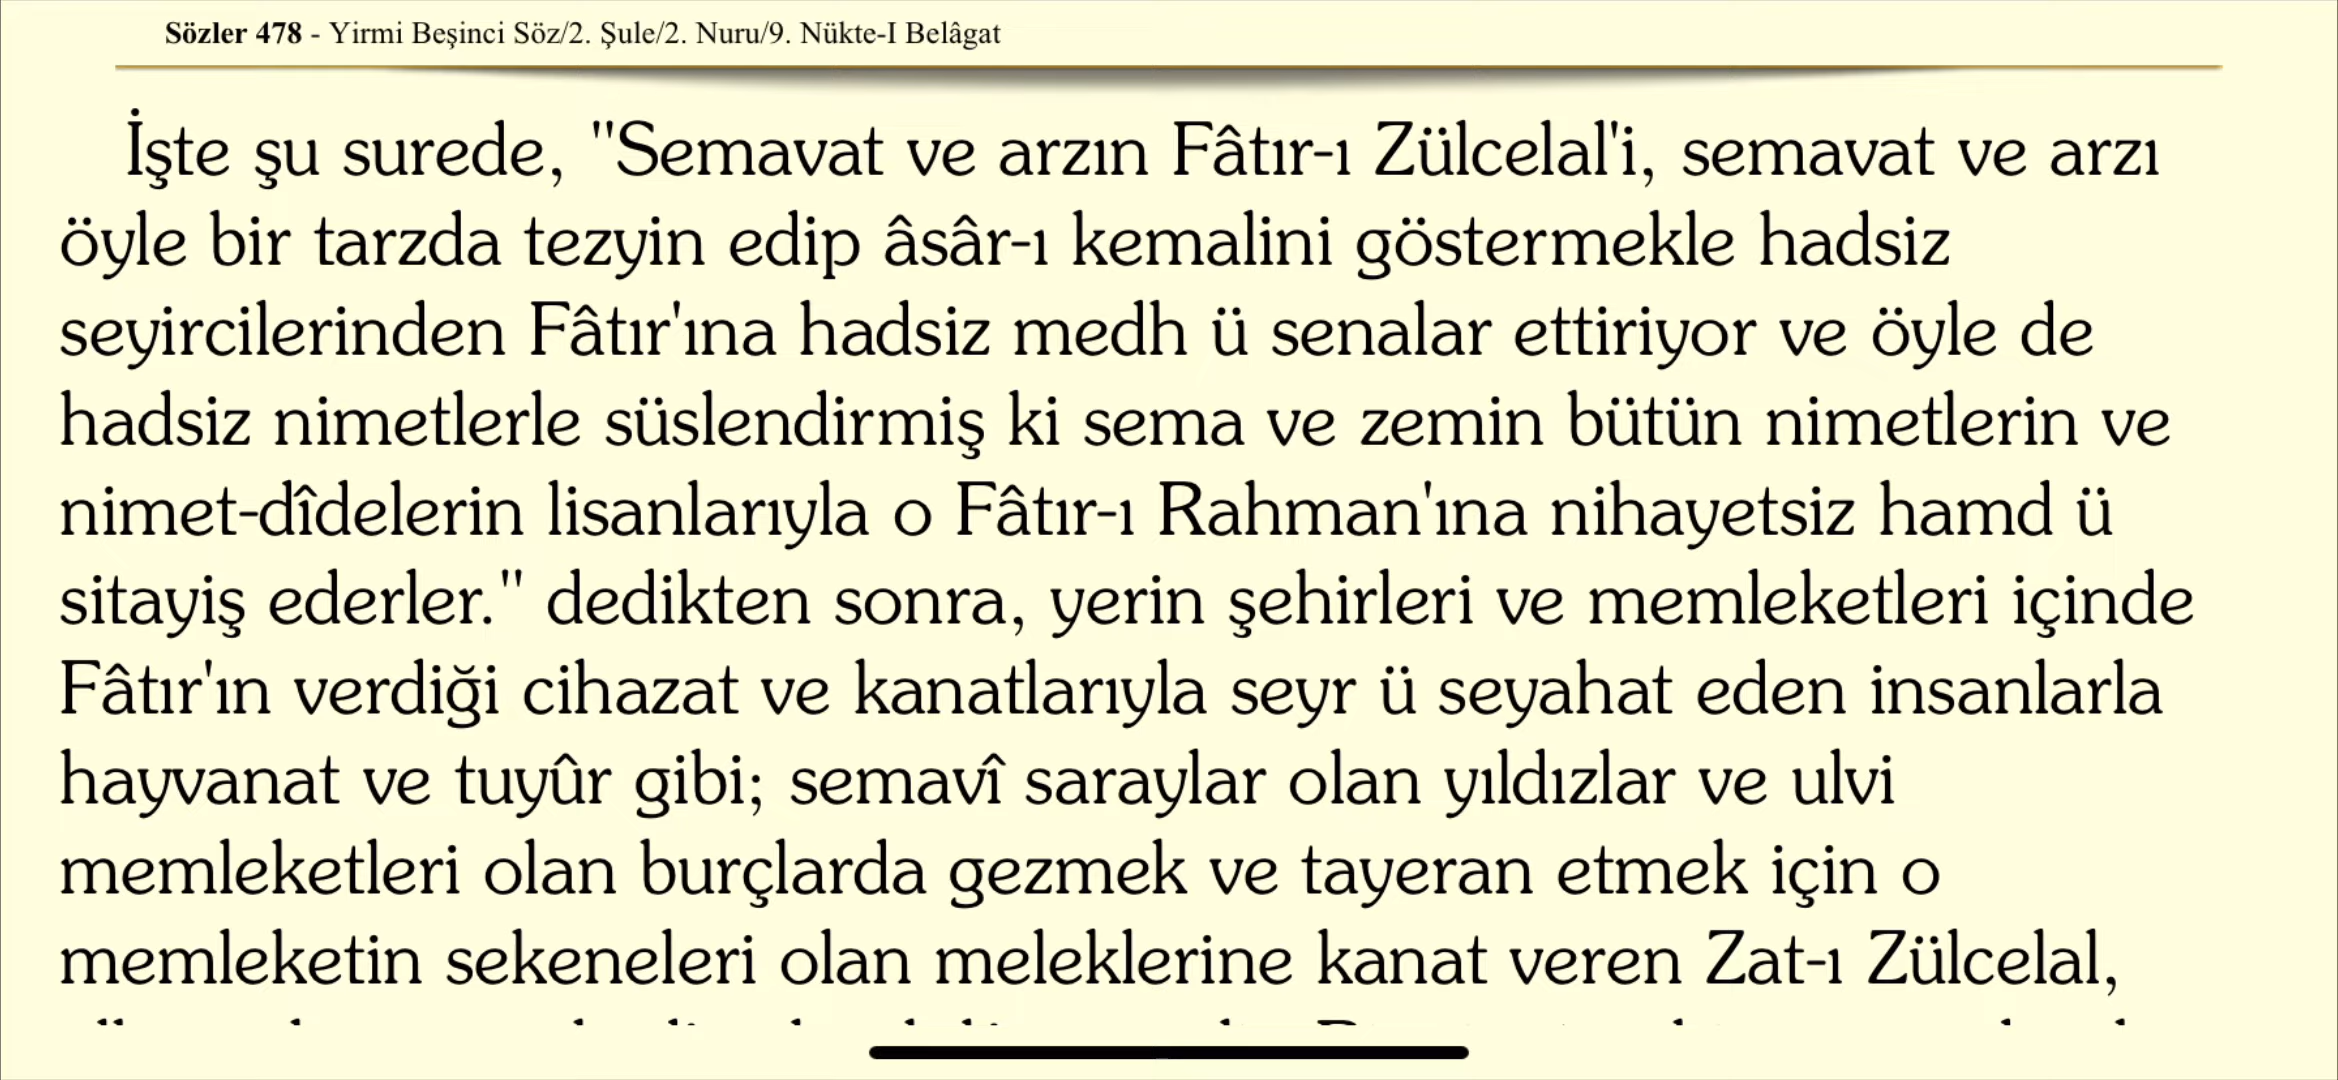 Sözler 478 - Yirmi Beşinci Söz/2. Şule/2. Nuru/9. Nükte-I Belâgat
İşte şu surede, "Semavat ve arzın Fâtır-ı Zülcelal'i, semavat ve arzı
öyle bir tarzda tezyin edip âsâr-ı kemalini göstermekle hadsiz
seyircilerinden Fâtır'ına hadsiz medh ü senalar ettiriyor ve öyle de
hadsiz nimetlerle süslendirmiş ki sema ve zemin bütün nimetlerin ve
nimet-dîdelerin lisanlarıyla o Fâtır-ı Rahman'ına nihayetsiz hamd ü
sitayiş ederler." dedikten sonra, yerin şehirleri ve memleketleri içinde
Fâtır'ın verdiği cihazat ve kanatlarıyla seyr ü seyahat eden insanlarla
hayvanat ve tuyûr gibi; semavî saraylar olan yıldızlar ve ulvi
memleketleri olan burçlarda gezmek ve tayeran etmek için o
memleketin sekeneleri olan meleklerine kanat veren Zat-ı Zülcelal,